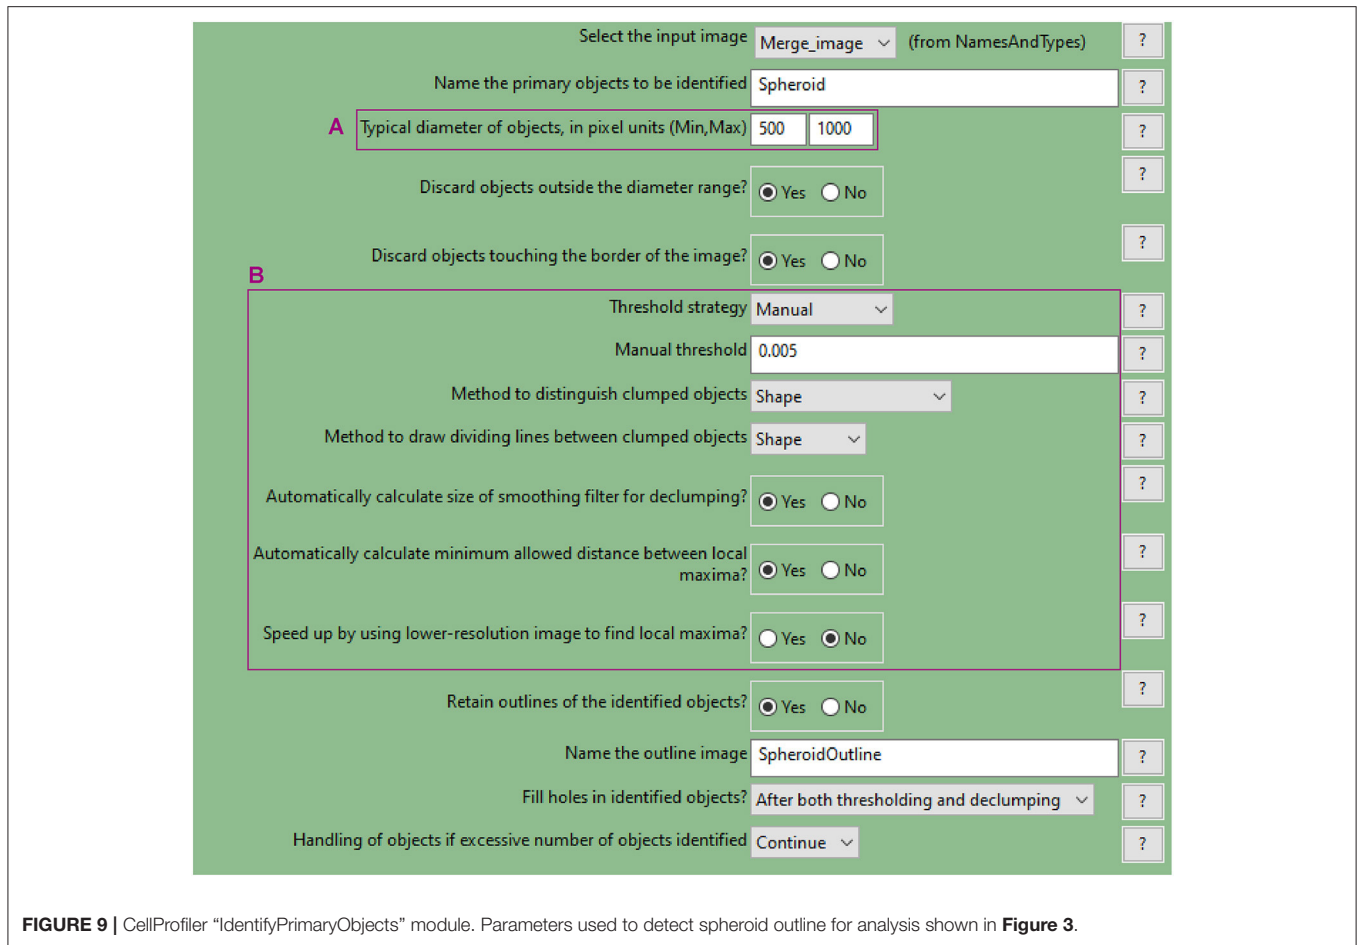 Select the input image Merge_image (from NamesAndTypes) ?
Name the primary objects to be identified Spheroid ?
A Typical diameter of objects, in pixel units (Min,Max) 500 1000 ?
Discard objects outside the diameter range? Yes No ?
Discard objects touching the border of the image? Yes No ?
B
Threshold strategy Manual ?
Manual threshold 0.005 ?
Method to distinguish clumped objects Shape ?
Method to draw dividing lines between clumped objects Shape ?
Automatically calculate size of smoothing filter for declumping? Yes No ?
Automatically calculate minimum allowed distance between local
maxima? Yes No ?
Speed up by using lower-resolution image to find local maxima? Yes No ?
Retain outlines of the identified objects? Yes No ?
Name the outline image SpheroidOutline ?
Fill holes in identified objects? After both thresholding and declumping ?
Handling of objects if excessive number of objects identified Continue ?
FIGURE 9 | CellProfiler “IdentifyPrimaryObjects” module. Parameters used to detect spheroid outline for analysis shown in Figure 3.